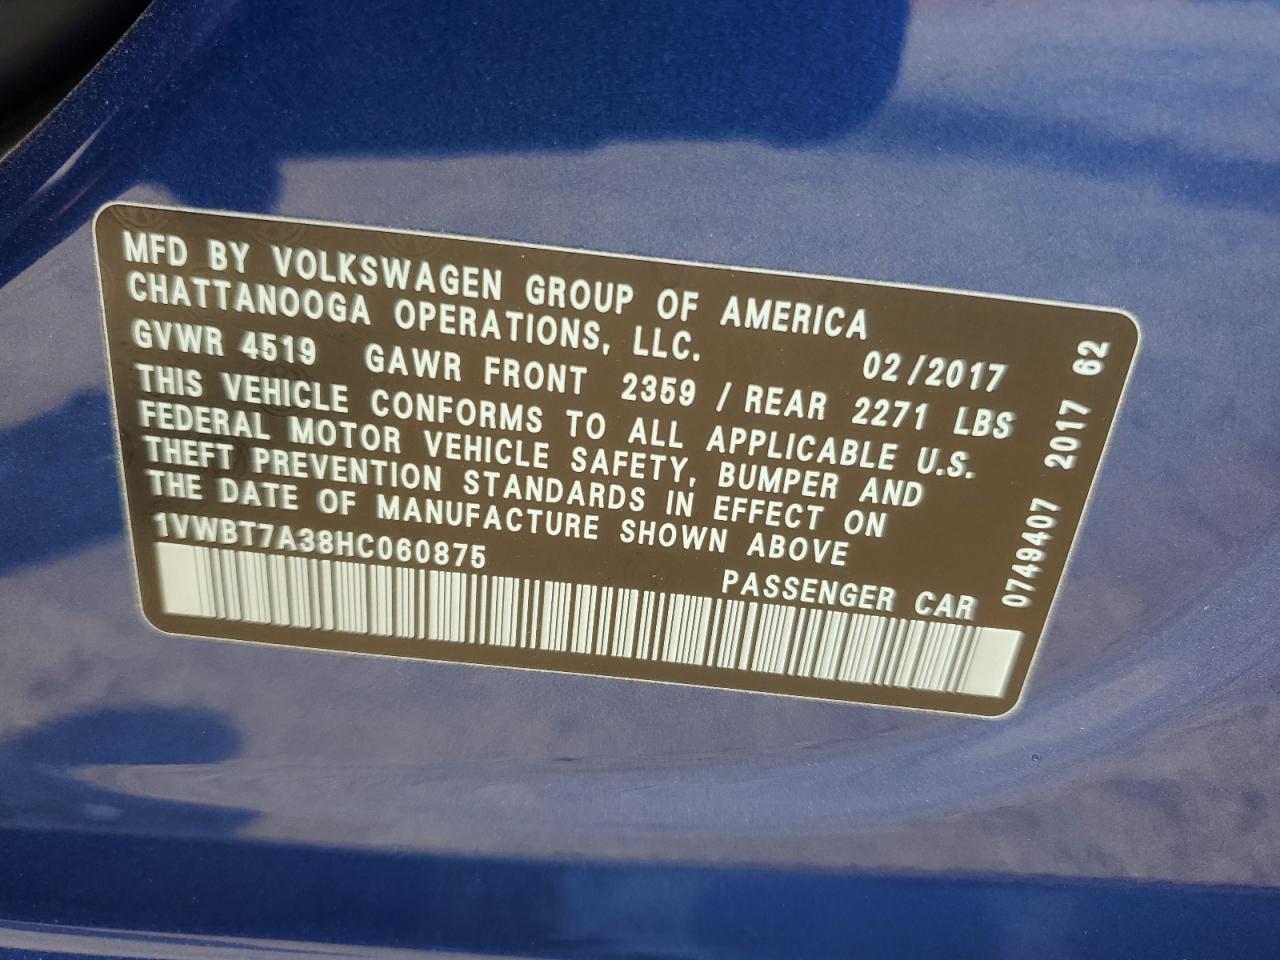 MFD BY VOLKSWAGEN GROUP OF AMERICA
CHATTANOOGA OPERATIONS, LLC. 02/2017
GVWR 4519 GAWR FRONT 2359 / REAR 2271 LBS
THIS VEHICLE CONFORMS TO ALL APPLICABLE U.S.
FEDERAL MOTOR VEHICLE SAFETY, BUMPER AND
THEFT PREVENTION STANDARDS IN EFFECT ON
THE DATE OF MANUFACTURE SHOWN ABOVE
1VWBT7A38HC060875 PASSENGER CAR
0749407 2017 62